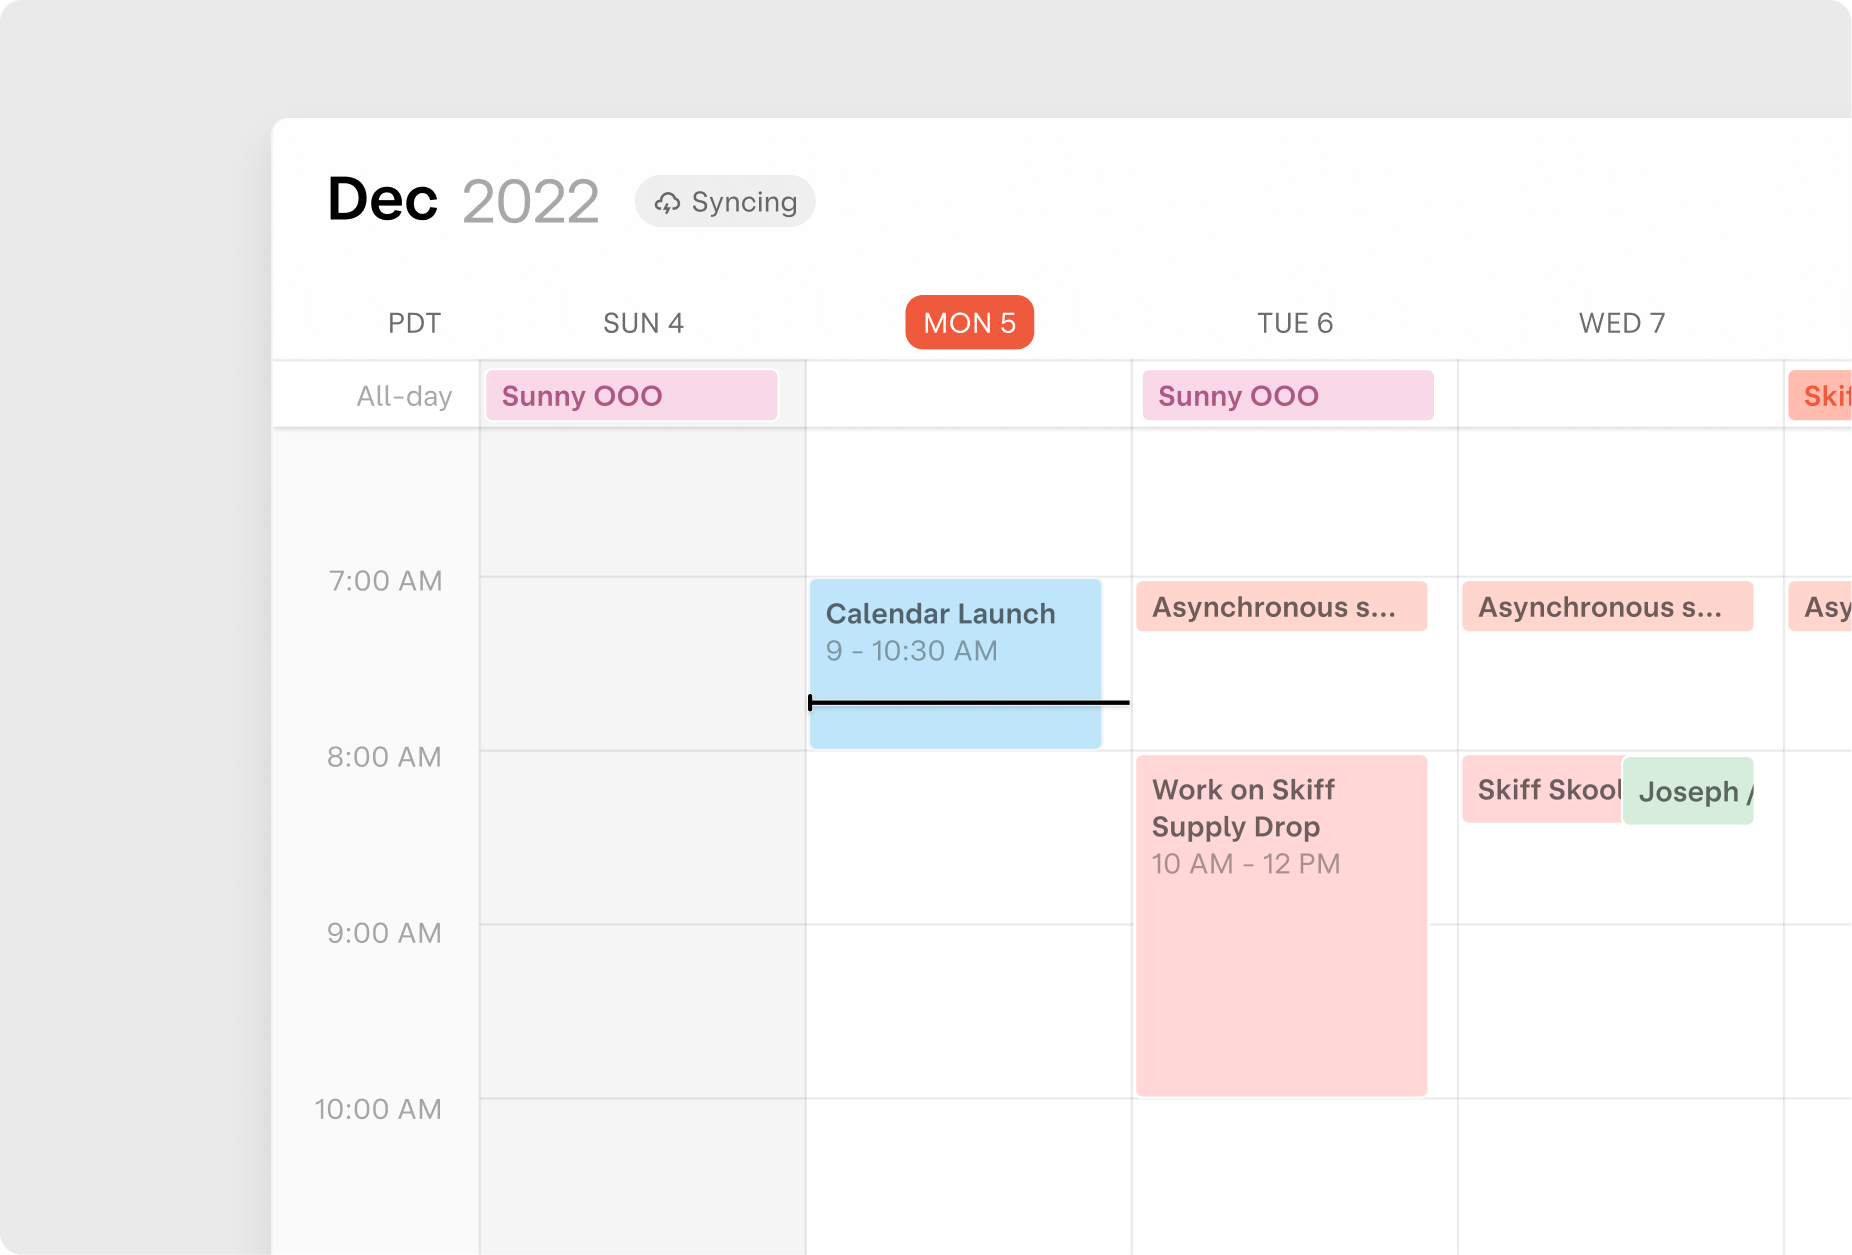 Dec 2022 Syncing
PDT SUN 4 MON 5 TUE 6 WED 7
All-day Sunny OOO Sunny OOO Skif
7:00 AM
Calendar Launch
9 - 10:30 AM
Asynchronous s...
Asynchronous s...
Asy
8:00 AM
Work on Skiff
Supply Drop
10 AM - 12 PM
Skiff Skool
Joseph /
9:00 AM
10:00 AM